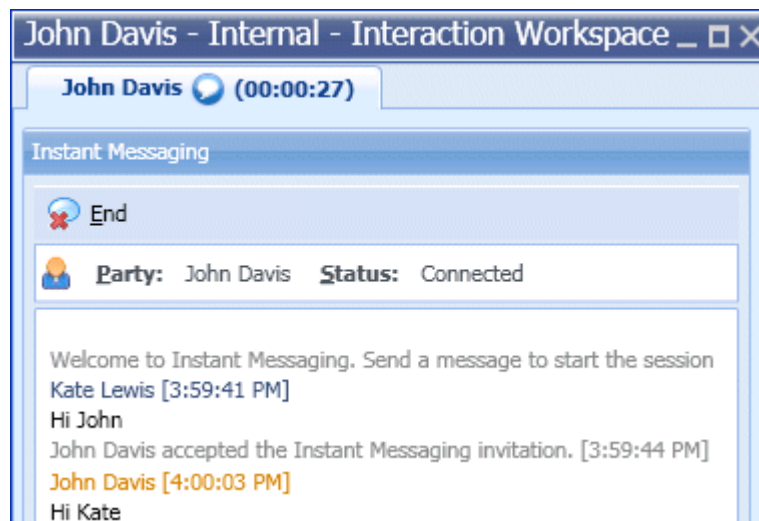 John Davis - Internal - Interaction Workspace
John Davis (00:00:27)
Instant Messaging
End
Party: John Davis Status: Connected
Welcome to Instant Messaging. Send a message to start the session
Kate Lewis [3:59:41 PM]
Hi John
John Davis accepted the Instant Messaging invitation. [3:59:44 PM]
John Davis [4:00:03 PM]
Hi Kate